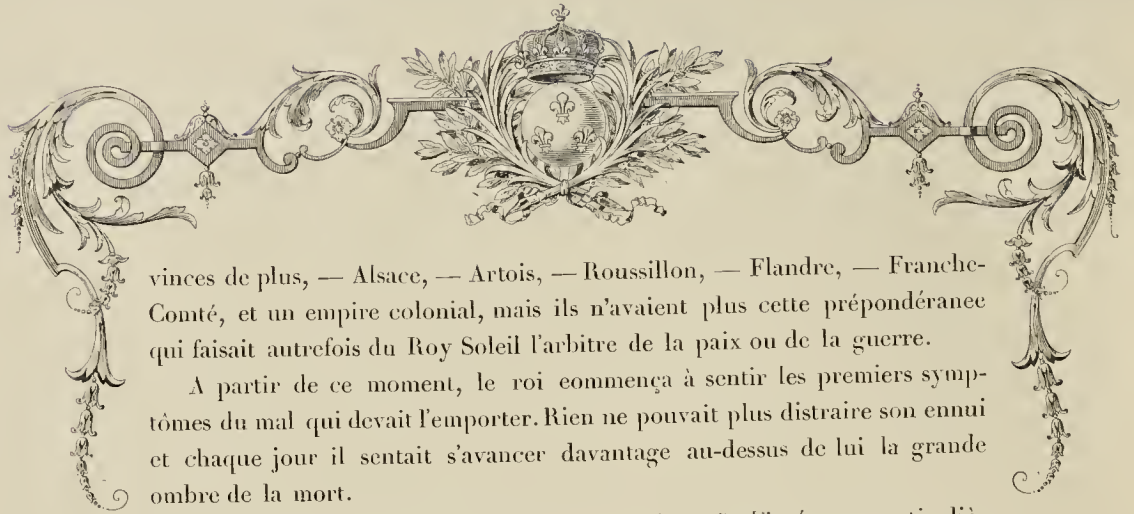 vinces de plus, — Alsace, — Artois, — Roussillon, — Flandre, — Franche-
Comté, et un empire colonial, mais ils n'avaient plus cette prépondérance
qui faisait autrefois du Roy Soleil l'arbitre de la paix ou de la guerre.
A partir de ce moment, le roi commença à sentir les premiers symp-
tômes du mal qui devait l'emporter. Rien ne pouvait plus distraire son ennui
et chaque jour il sentait s'avancer davantage au-dessus de lui la grande
ombre de la mort.